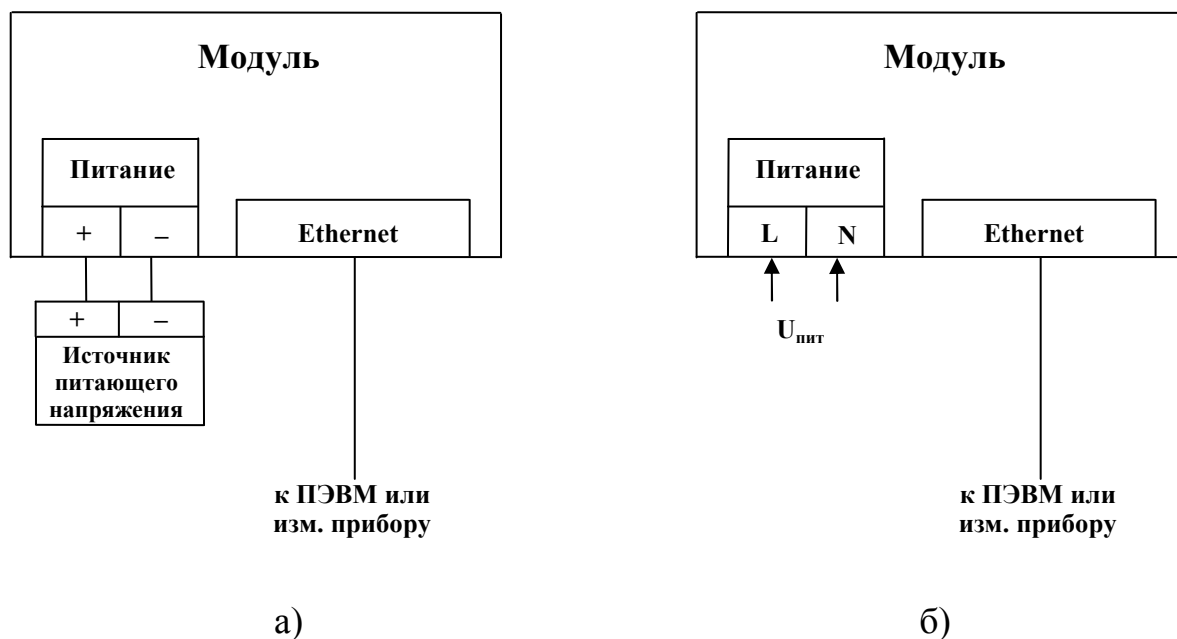 Модуль
Питание
+ –
Ethernet
+ –
Источник
питающего
напряжения
к ПЭВМ или
изм. прибору
а)
Модуль
Питание
L N
Ethernet
Uпит
к ПЭВМ или
изм. прибору
б)